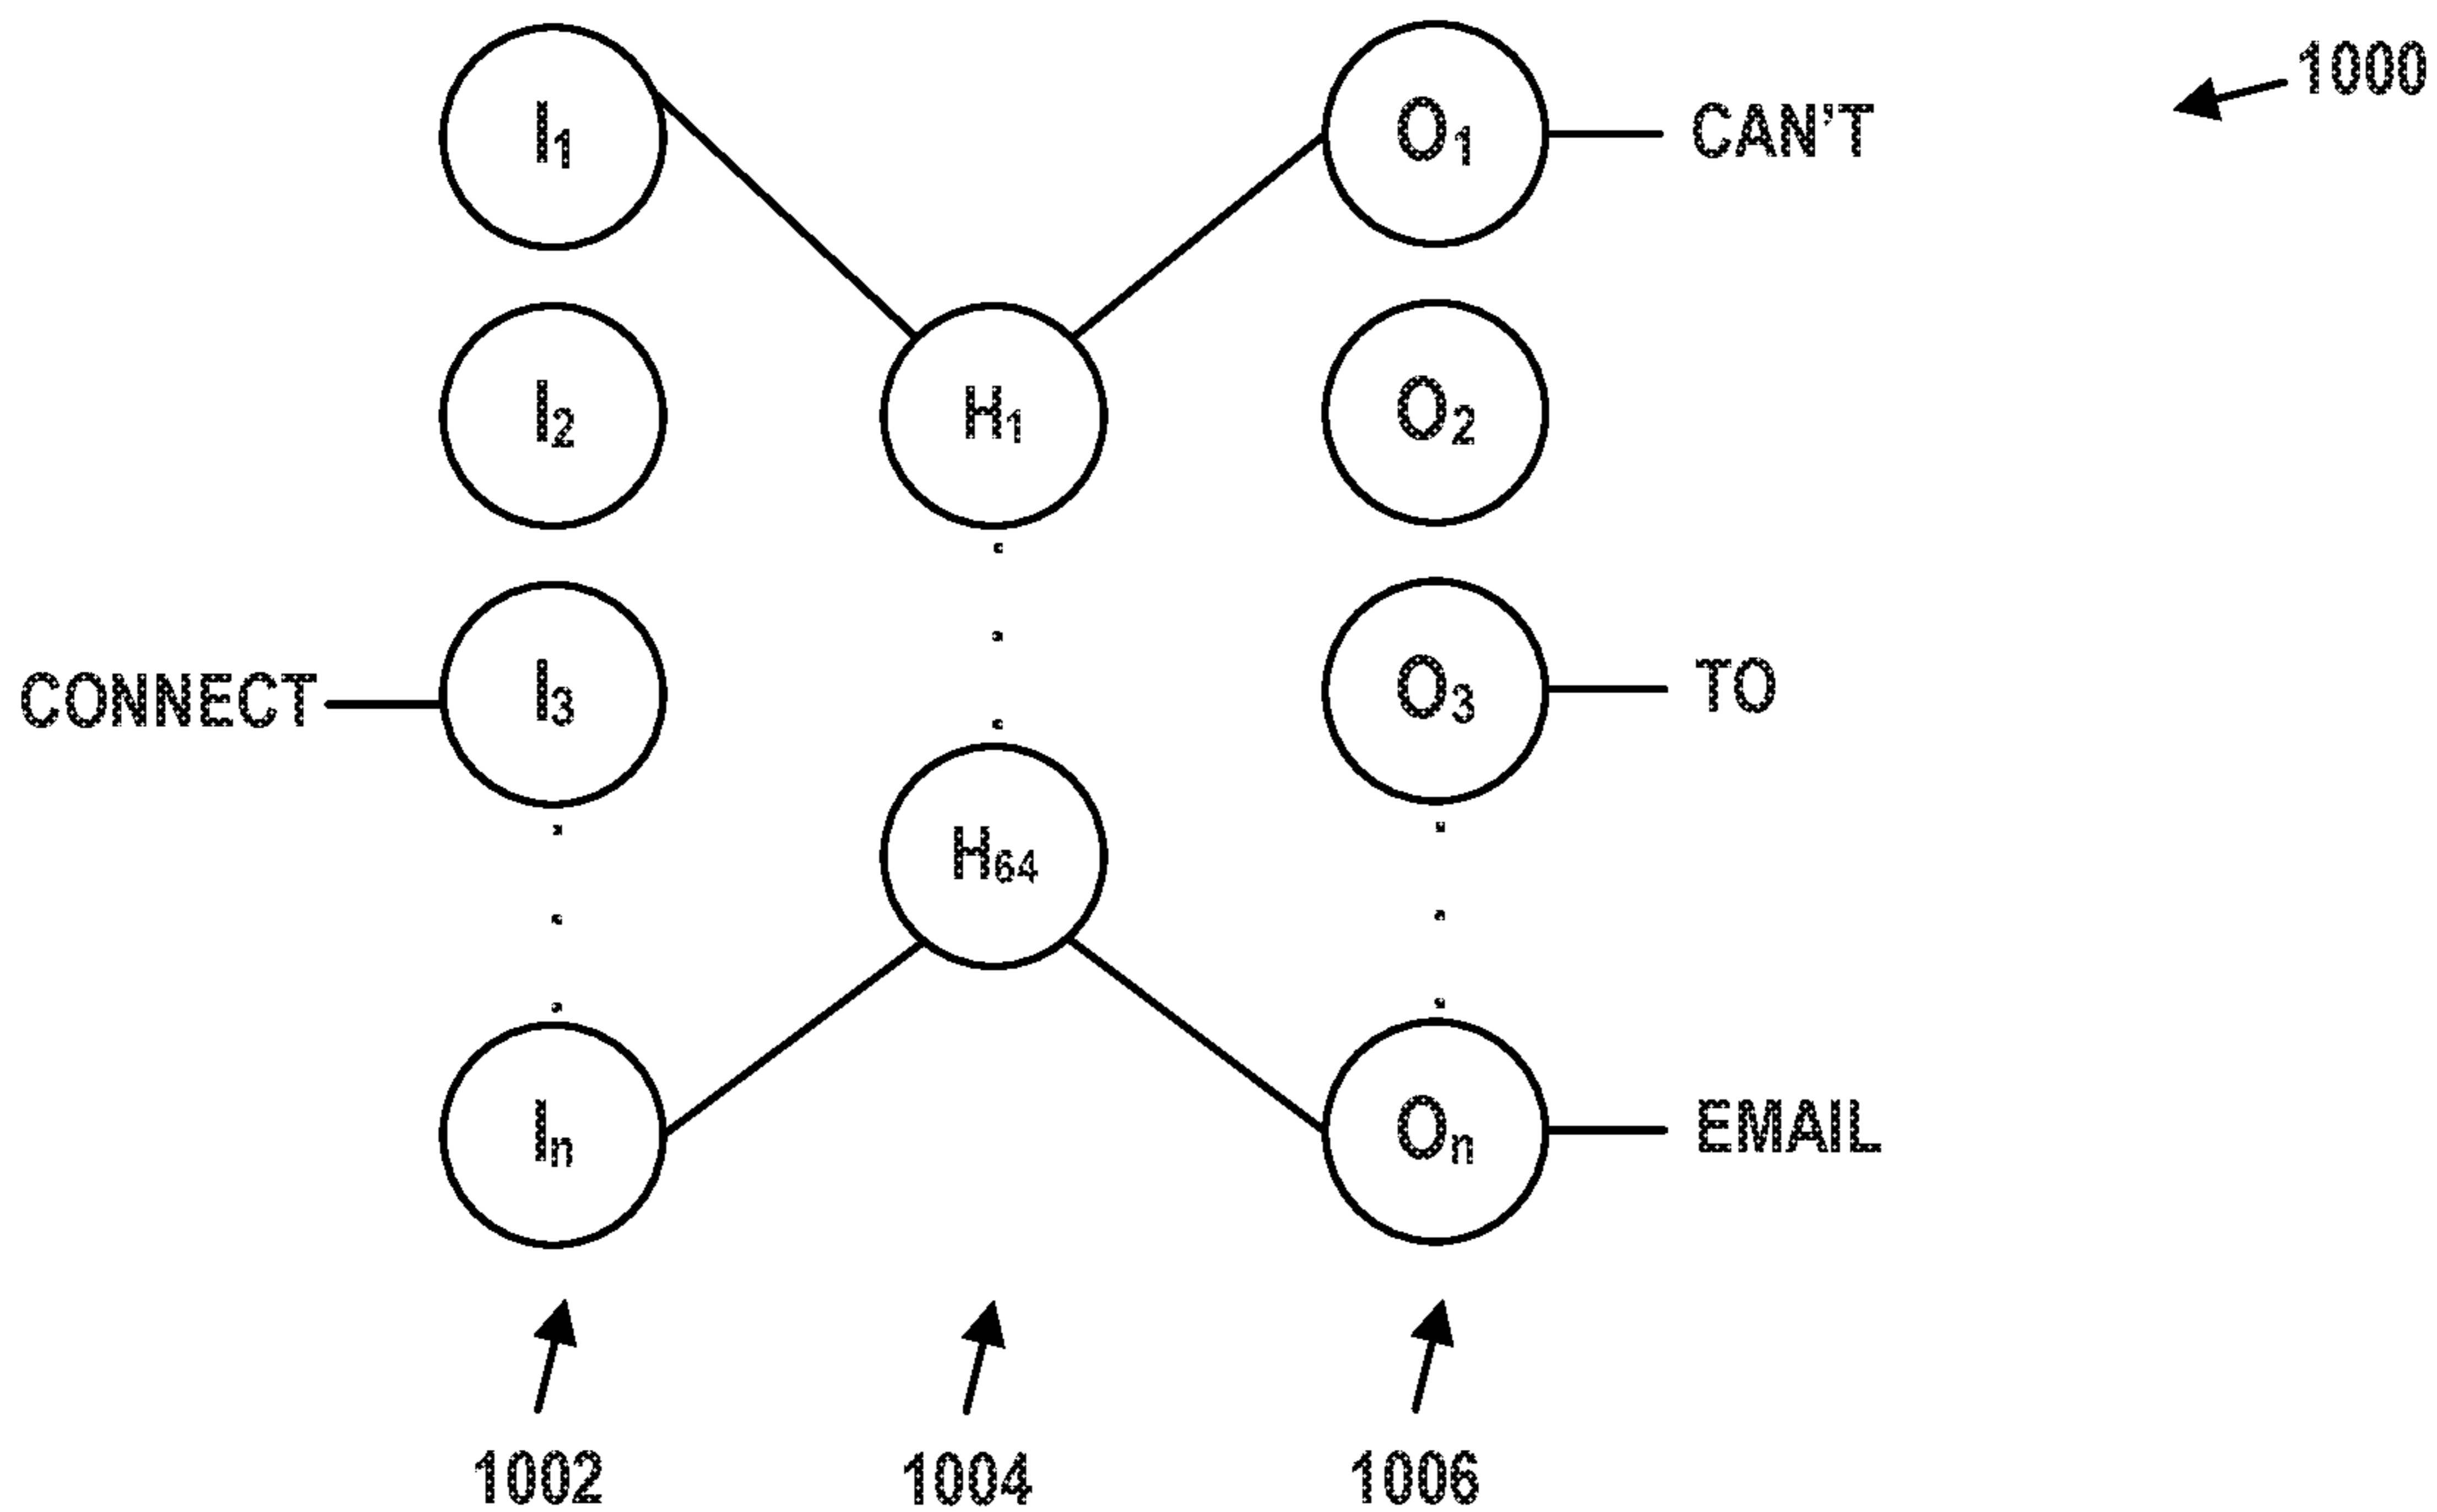 1000
I1
O1
CAN'T
I2
H1
O2
CONNECT
I3
O3
TO
H64
In
On
EMAIL
1002
1004
1006